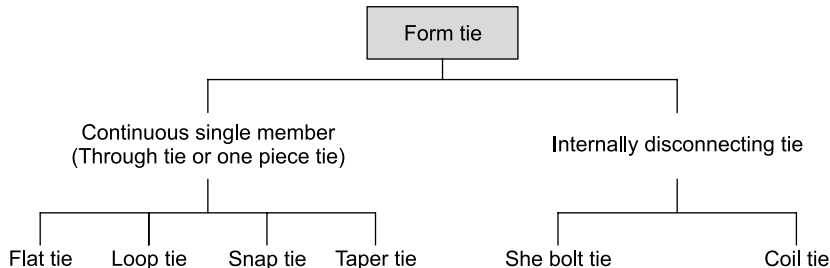 Form tie
Continuous single member
(Through tie or one piece tie)
Internally disconnecting tie
Flat tie
Loop tie
Snap tie
Taper tie
She bolt tie
Coil tie